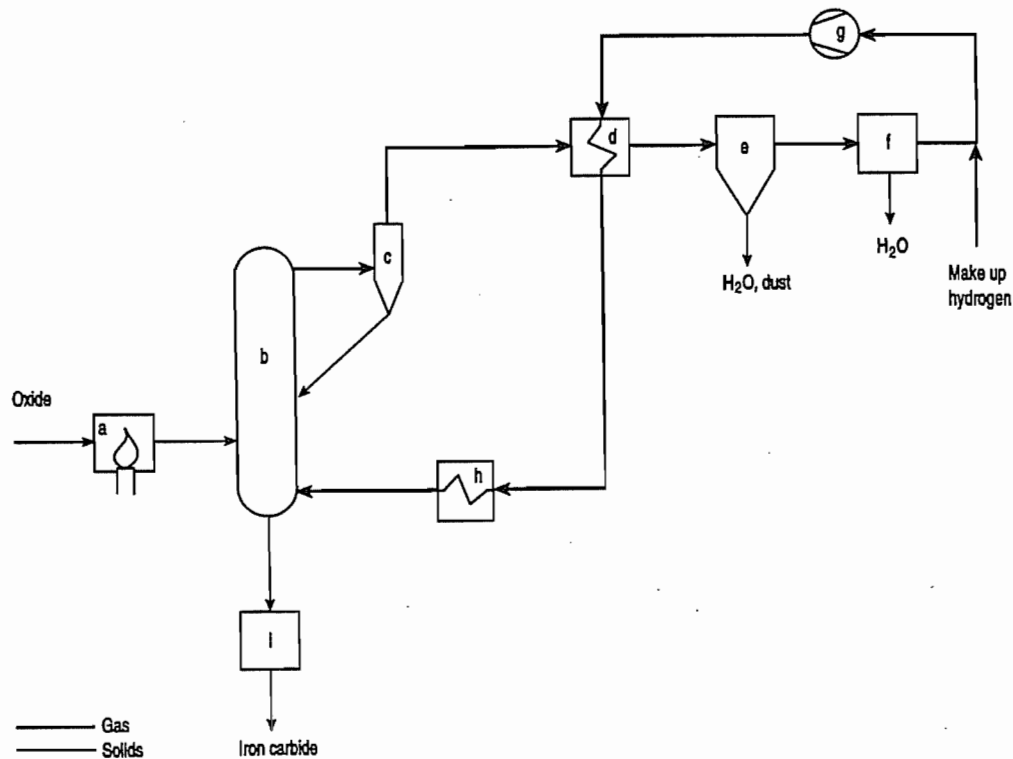 g
d
e
f
H₂O
H₂O, dust
Make up
hydrogen
c
b
Oxide
a
h
i
Iron carbide
Gas
Solids